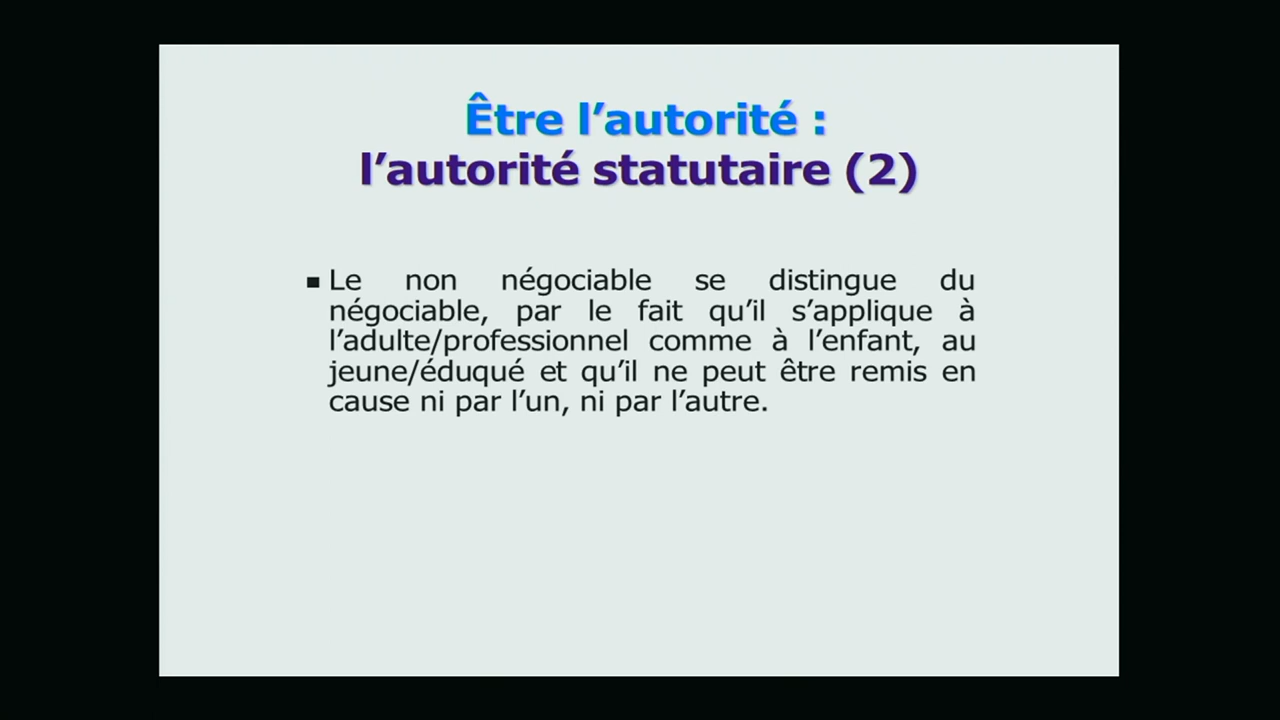 Être l’autorité :
l’autorité statutaire (2)
▪ Le non négociable se distingue du
négociable, par le fait qu’il s’applique à
l’adulte/professionnel comme à l’enfant, au
jeune/éduqué et qu’il ne peut être remis en
cause ni par l’un, ni par l’autre.